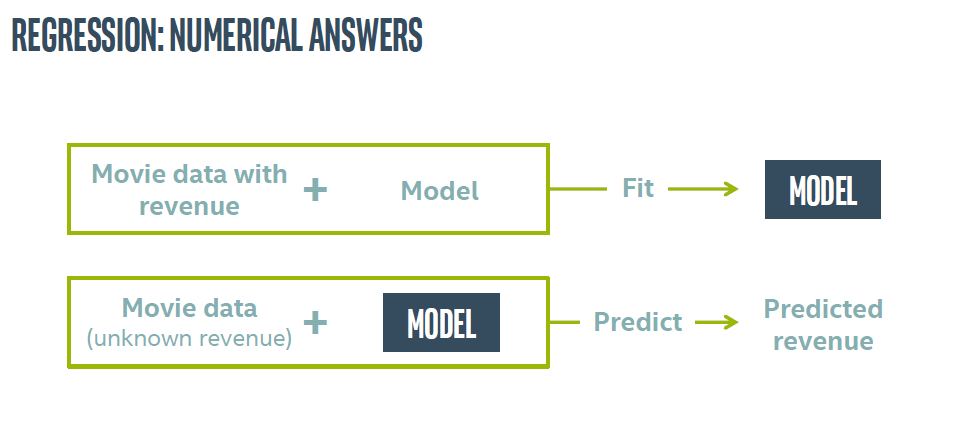 REGRESSION: NUMERICAL ANSWERS
Movie data with
revenue
+
Model
Fit
MODEL
Movie data
(unknown revenue)
+
MODEL
Predict
Predicted
revenue